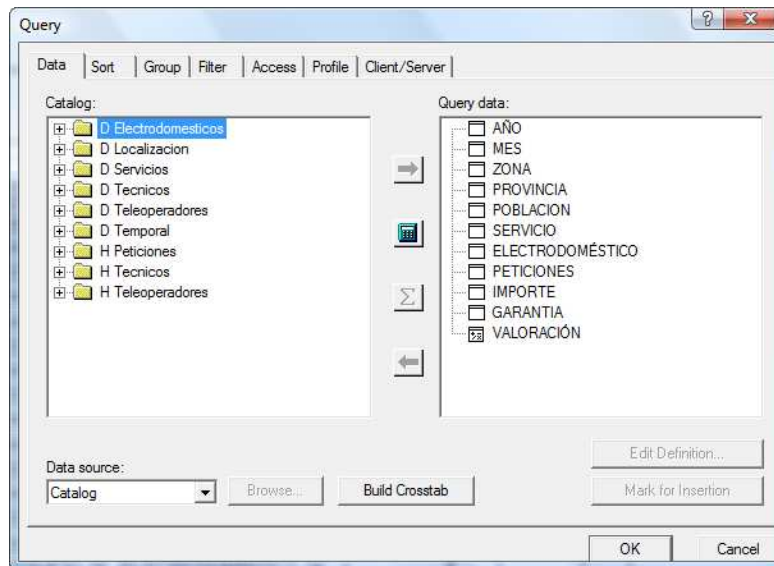 Query
Data Sort Group Filter Access Profile Client/Server
Catalog:
D Electrodomesticos
D Localizacion
D Servicios
D Tecnicos
D Teleoperadores
D Temporal
H Peticiones
H Tecnicos
H Teleoperadores
Query data:
AÑO
MES
ZONA
PROVINCIA
POBLACION
SERVICIO
ELECTRODOMÉSTICO
PETICIONES
IMPORTE
GARANTIA
VALORACIÓN
Data source:
Catalog
Browse...
Build Crosstab
Edit Definition...
Mark for Insertion
OK
Cancel